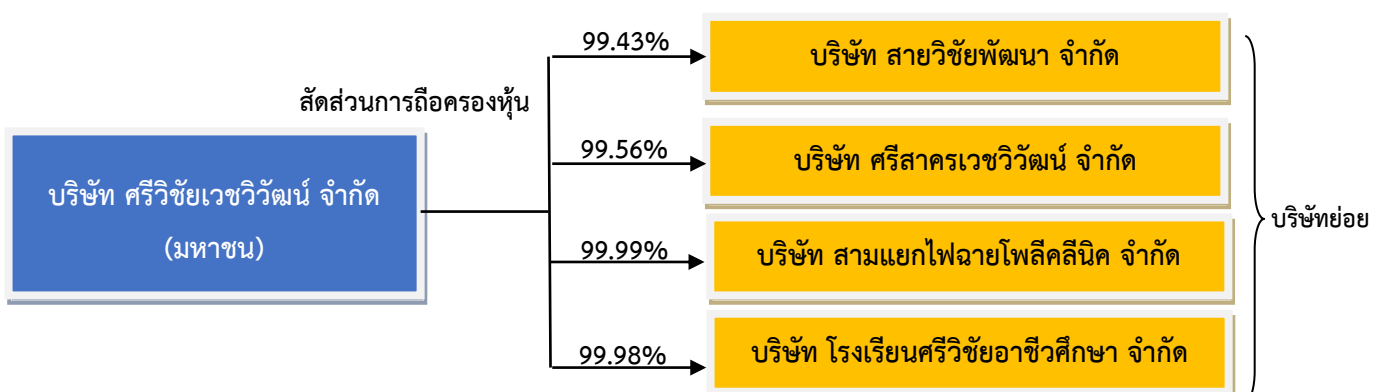 สัดส่วนการถือครองหุ้น
บริษัท ศรีวิชัยเวชวิวัฒน์ จำกัด
(มหาชน)
99.43%
บริษัท สายวิชัยพัฒนา จำกัด
99.56%
บริษัท ศรีสาครเวชวิวัฒน์ จำกัด
99.99%
บริษัท สามแยกไฟฉายโพลีคลีนิค จำกัด
99.98%
บริษัท โรงเรียนศรีวิชัยอาชีวศึกษา จำกัด
บริษัทย่อย